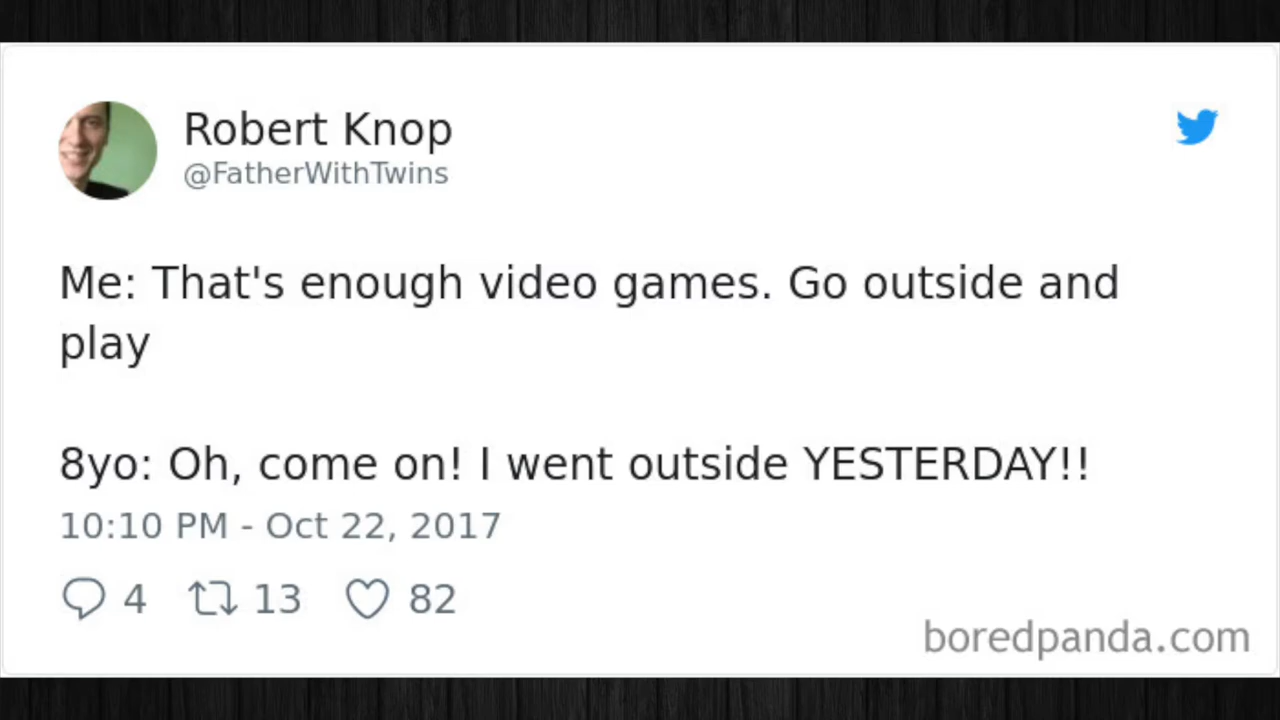 Robert Knop
@FatherWithTwins
Me: That's enough video games. Go outside and
play
8yo: Oh, come on! I went outside YESTERDAY!!
10:10 PM - Oct 22, 2017
4 13 82
boredpanda.com